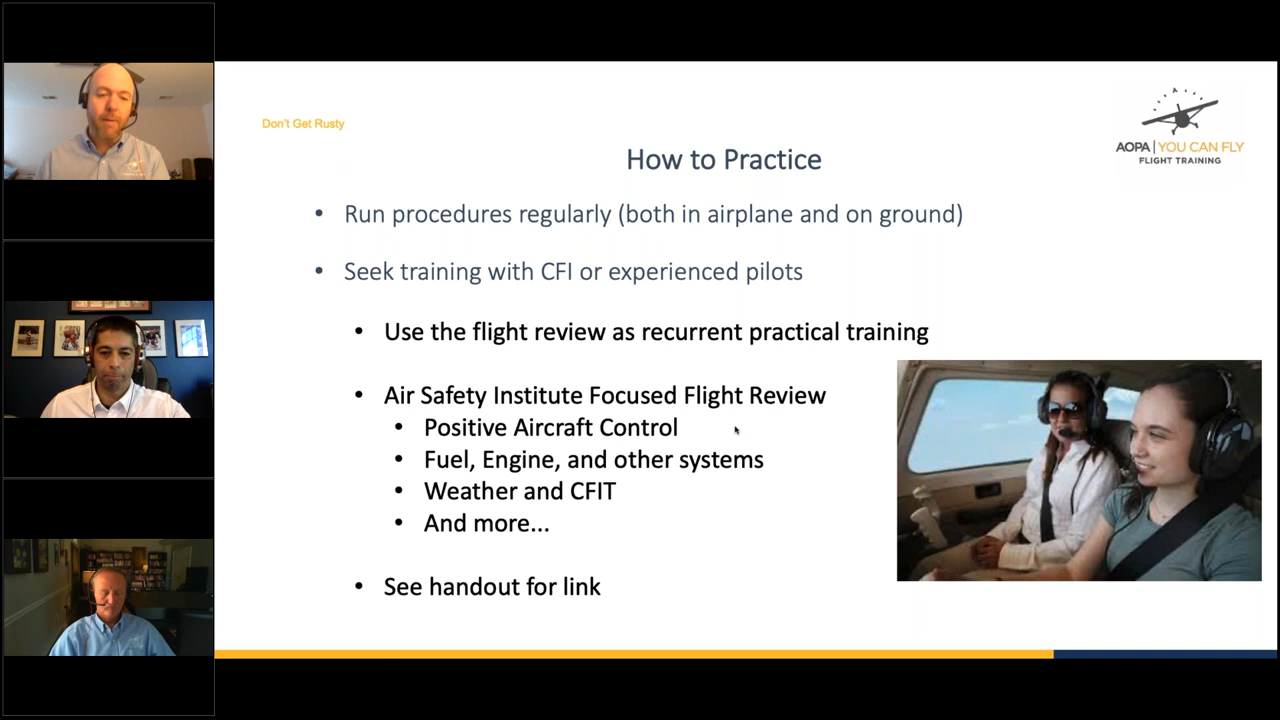 Don't Get Rusty
AOPA | YOU CAN FLY
FLIGHT TRAINING
How to Practice
• Run procedures regularly (both in airplane and on ground)
• Seek training with CFI or experienced pilots
• Use the flight review as recurrent practical training
• Air Safety Institute Focused Flight Review
• Positive Aircraft Control
• Fuel, Engine, and other systems
• Weather and CFIT
• And more...
• See handout for link